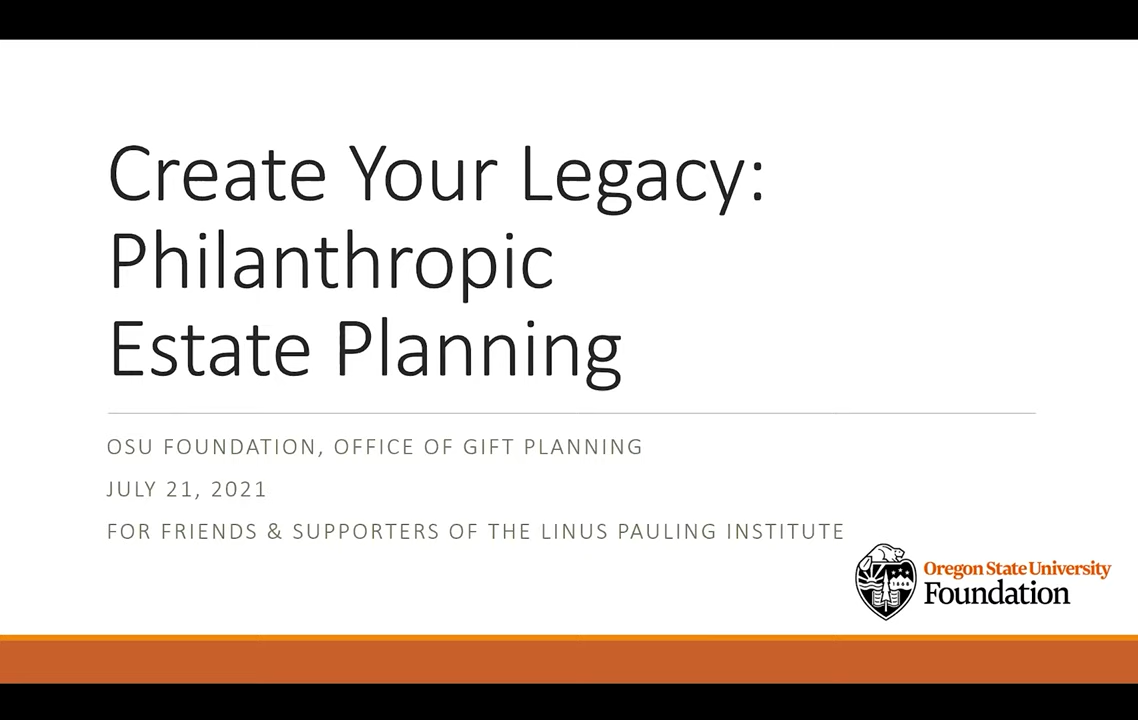 Create Your Legacy:
Philanthropic
Estate Planning
OSU FOUNDATION, OFFICE OF GIFT PLANNING
JULY 21, 2021
FOR FRIENDS & SUPPORTERS OF THE LINUS PAULING INSTITUTE
Oregon State University
Foundation
1868